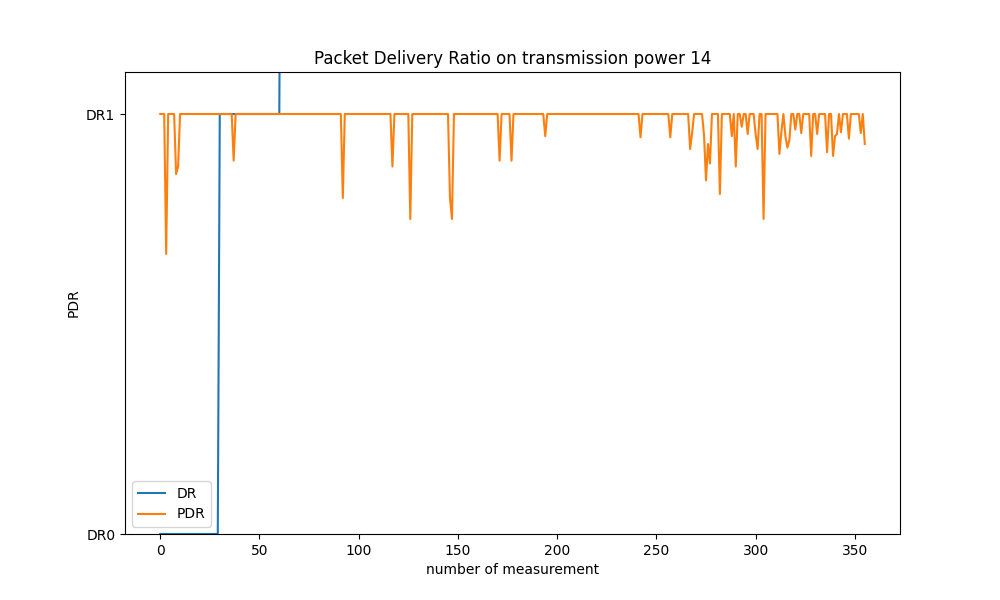 Packet Delivery Ratio on transmission power 14
DR1
PDR
DR0
DR
PDR
0 50 100 150 200 250 300 350
number of measurement